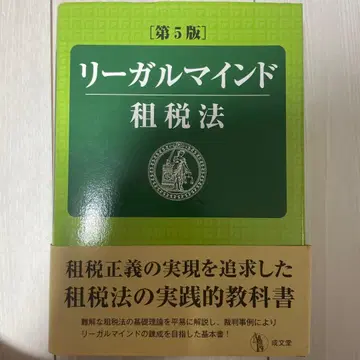 [第5版]
リーガルマインド
租税法
租税正義の実現を追求した
租税法の実践的教科書
難解な租税法の基礎理論を平易に解説し、裁判事例により
リーガルマインドの錬成を目指した基本書!
成文堂